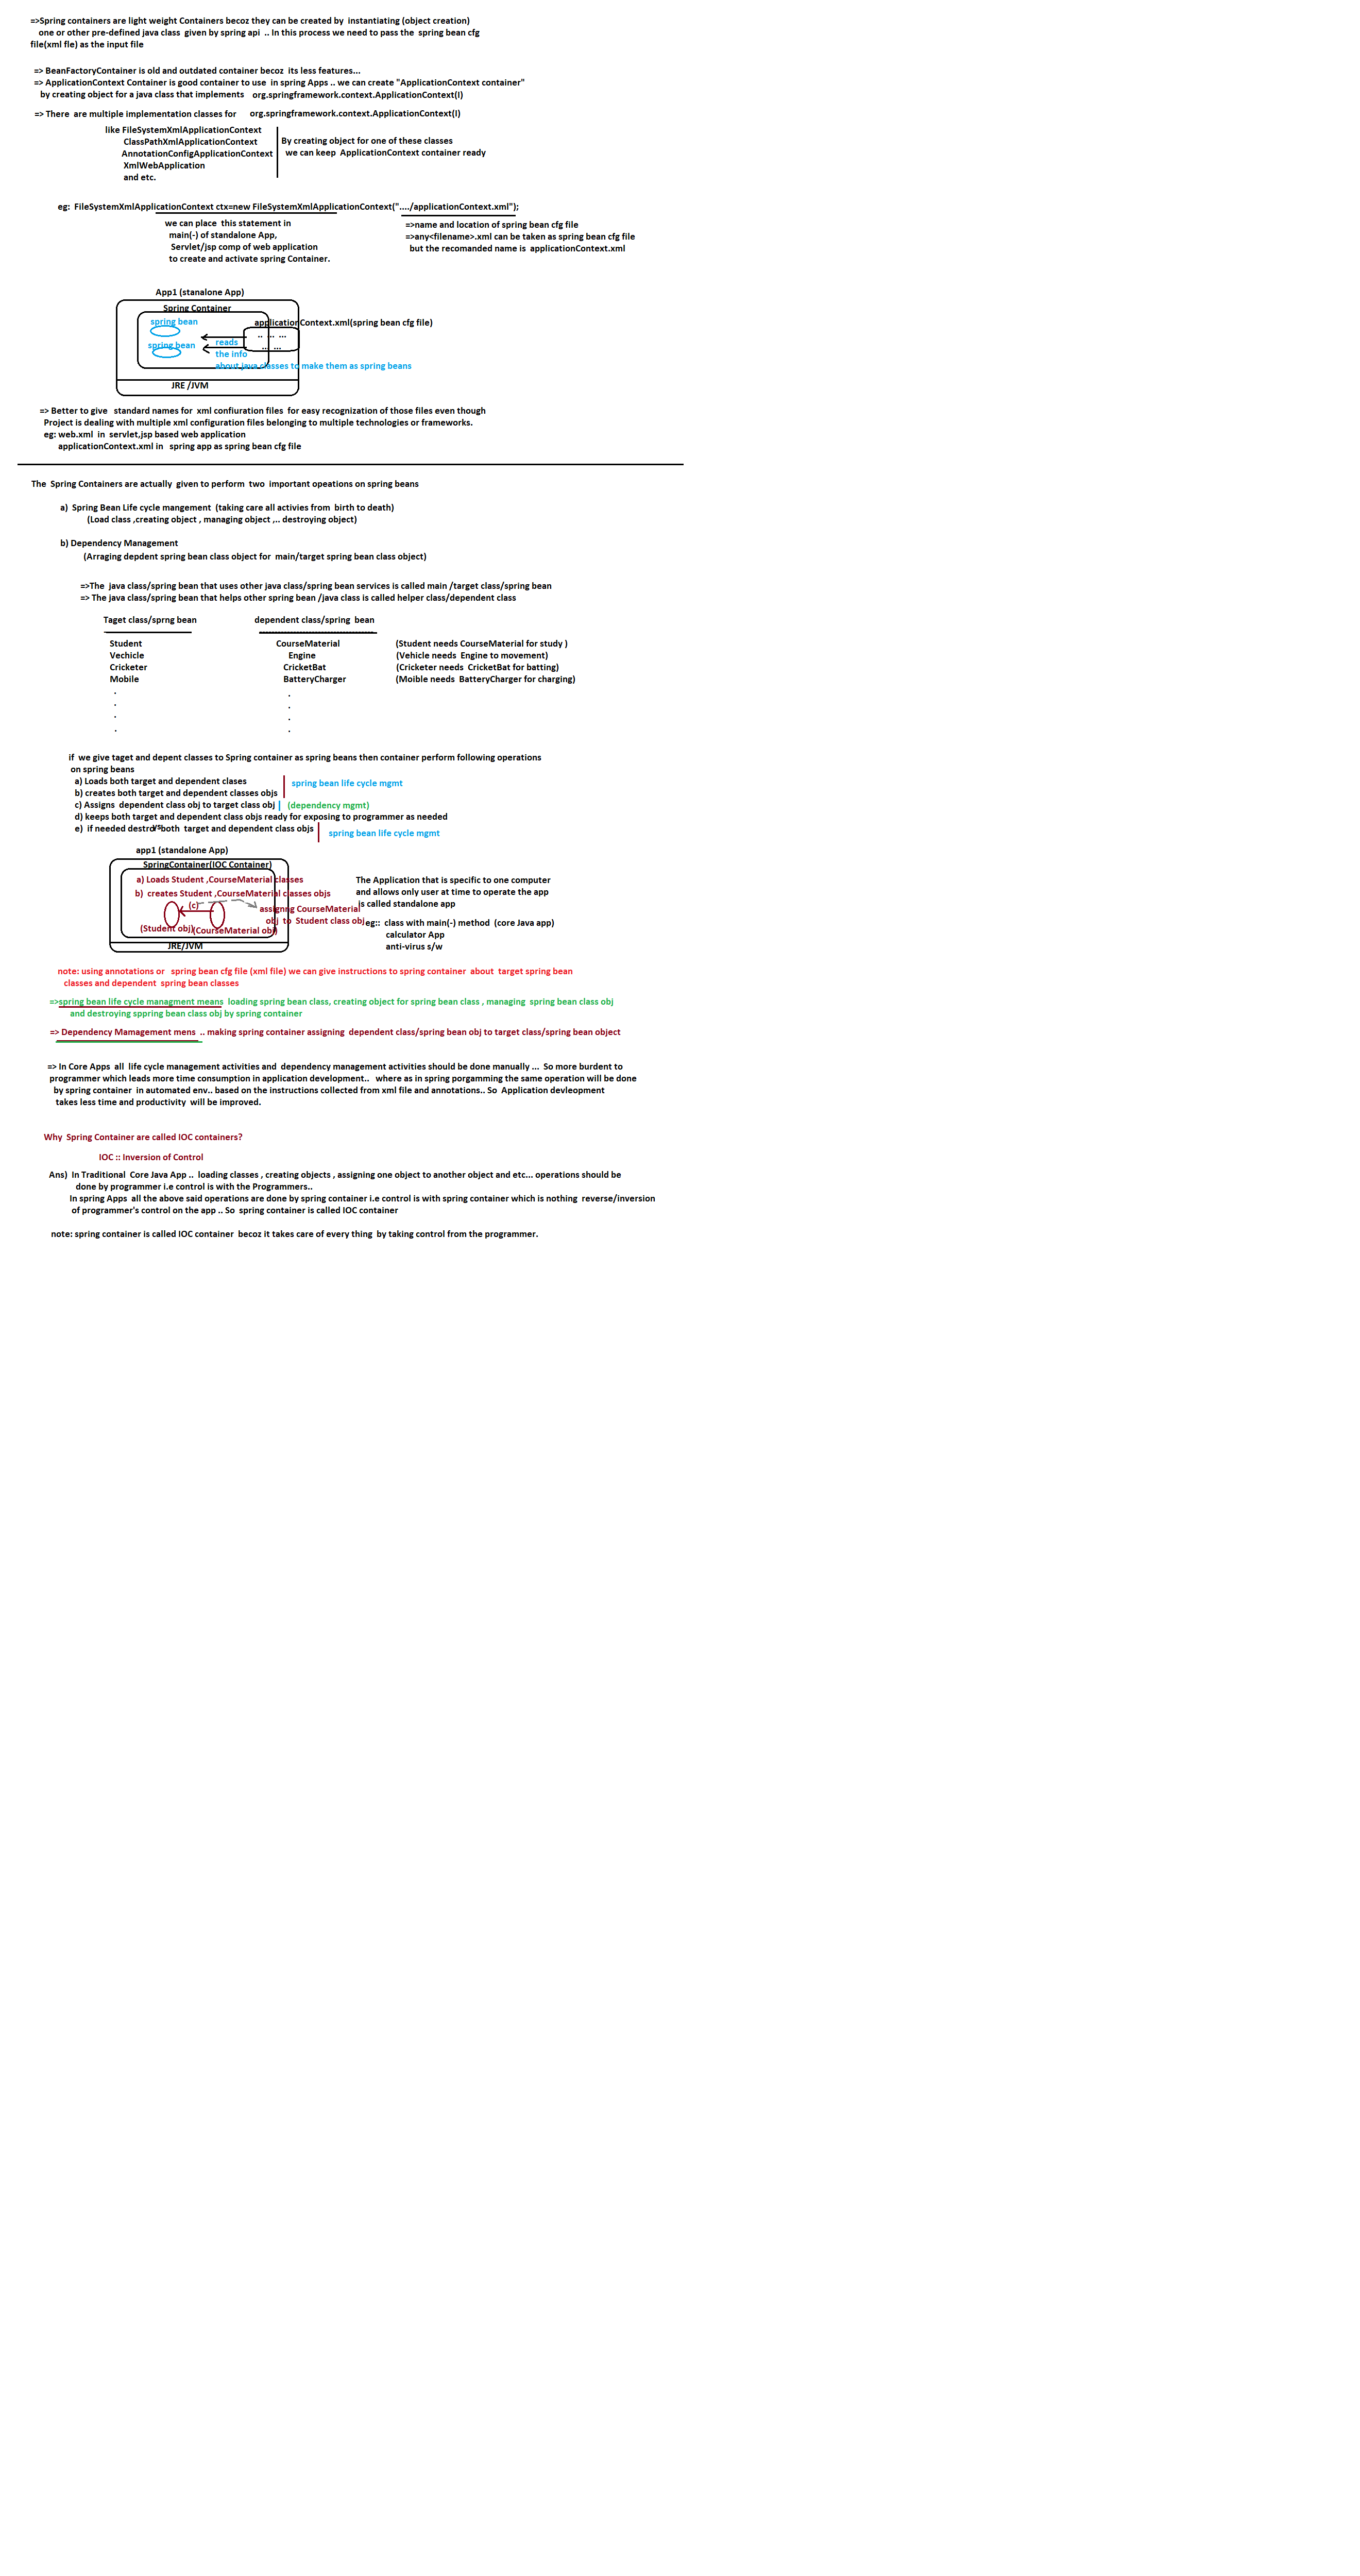 =>Spring containers are light weight Containers becoz they can be created by instantiating (object creation)
one or other pre-defined java class given by spring api .. In this process we need to pass the spring bean cfg
file(xml fle) as the input file
=> BeanFactoryContainer is old and outdated container becoz its less features...
=> ApplicationContext Container is good container to use in spring Apps .. we can create "ApplicationContext container"
by creating object for a java class that implements org.springframework.context.ApplicationContext(I)
=> There are multiple implementation classes for org.springframework.context.ApplicationContext(I)
like FileSystemXmlApplicationContext
ClassPathXmlApplicationContext
AnnotationConfigApplicationContext
XmlWebApplication
and etc.
By creating object for one of these classes
we can keep ApplicationContext container ready
eg: FileSystemXmlApplicationContext ctx=new FileSystemXmlApplicationContext("..../applicationContext.xml");
we can place this statement in
main(-) of standalone App,
Servlet/jsp comp of web application
to create and activate spring Container.
=>name and location of spring bean cfg file
=>any<filename>.xml can be taken as spring bean cfg file
but the recomanded name is applicationContext.xml
App1 (stanalone App)
Spring Container
spring bean
applicationContext.xml(spring bean cfg file)
.. ... ...
spring bean
... ...
reads
the info
about java classes to make them as spring beans
JRE /JVM
=> Better to give standard names for xml confiuration files for easy recognization of those files even though
Project is dealing with multiple xml configuration files belonging to multiple technologies or frameworks.
eg: web.xml in servlet,jsp based web application
applicationContext.xml in spring app as spring bean cfg file
The Spring Containers are actually given to perform two important opeations on spring beans
a) Spring Bean Life cycle mangement (taking care all activies from birth to death)
(Load class ,creating object , managing object ,.. destroying object)
b) Dependency Management
(Arraging depdent spring bean class object for main/target spring bean class object)
=>The java class/spring bean that uses other java class/spring bean services is called main /target class/spring bean
=> The java class/spring bean that helps other spring bean /java class is called helper class/dependent class
Taget class/sprng bean dependent class/spring bean
Student CourseMaterial (Student needs CourseMaterial for study )
Vechicle Engine (Vehicle needs Engine to movement)
Cricketer CricketBat (Cricketer needs CricketBat for batting)
Mobile BatteryCharger (Moible needs BatteryCharger for charging)
. .
. .
. .
. .
if we give taget and depent classes to Spring container as spring beans then container perform following operations
on spring beans
a) Loads both target and dependent clases
b) creates both target and dependent classes objs
spring bean life cycle mgmt
c) Assigns dependent class obj to target class obj (dependency mgmt)
d) keeps both target and dependent class objs ready for exposing to programmer as needed
e) if needed destroys both target and dependent class objs
spring bean life cycle mgmt
app1 (standalone App)
SpringContainer(IOC Container)
a) Loads Student ,CourseMaterial classes
b) creates Student ,CourseMaterial classes objs
(c)
assignng CourseMaterial
obj to Student class obj
(Student obj) (CourseMaterial obj)
JRE/JVM
The Application that is specific to one computer
and allows only user at time to operate the app
is called standalone app
eg:: class with main(-) method (core Java app)
calculator App
anti-virus s/w
note: using annotations or spring bean cfg file (xml file) we can give instructions to spring container about target spring bean
classes and dependent spring bean classes
=>spring bean life cycle managment means loading spring bean class, creating object for spring bean class , managing spring bean class obj
and destroying sppring bean class obj by spring container
=> Dependency Mamagement mens .. making spring container assigning dependent class/spring bean obj to target class/spring bean object
=> In Core Apps all life cycle management activities and dependency management activities should be done manually ... So more burdent to
programmer which leads more time consumption in application development.. where as in spring porgamming the same operation will be done
by spring container in automated env.. based on the instructions collected from xml file and annotations.. So Application devleopment
takes less time and productivity will be improved.
Why Spring Container are called IOC containers?
IOC :: Inversion of Control
Ans) In Traditional Core Java App .. loading classes , creating objects , assigning one object to another object and etc... operations should be
done by programmer i.e control is with the Programmers..
In spring Apps all the above said operations are done by spring container i.e control is with spring container which is nothing reverse/inversion
of programmer's control on the app .. So spring container is called IOC container
note: spring container is called IOC container becoz it takes care of every thing by taking control from the programmer.